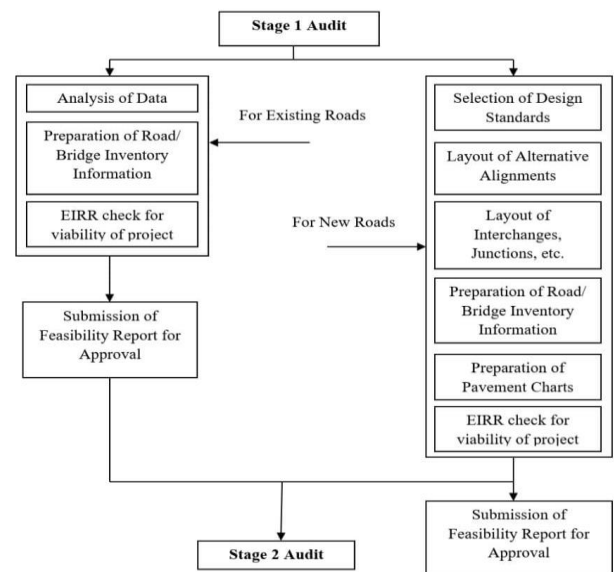 Stage 1 Audit
Analysis of Data
Preparation of Road/
Bridge Inventory
Information
EIRR check for
viability of project
Submission of
Feasibility Report for
Approval
For Existing Roads
For New Roads
Selection of Design
Standards
Layout of Alternative
Alignments
Layout of
Interchanges,
Junctions, etc.
Preparation of Road/
Bridge Inventory
Information
Preparation of
Pavement Charts
EIRR check for
viability of project
Submission of
Feasibility Report for
Approval
Stage 2 Audit